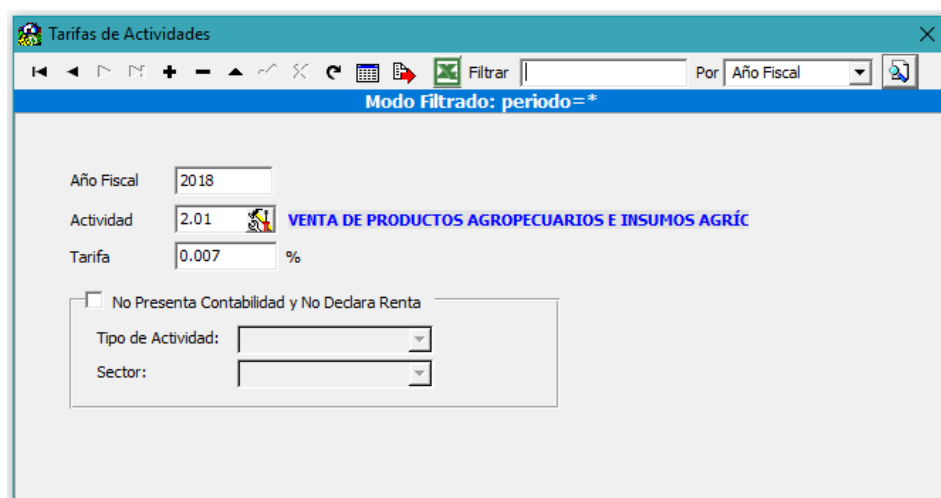 Tarifas de Actividades
Filtrar Por Año Fiscal
Modo Filtrado: periodo=*
Año Fiscal 2018
Actividad 2.01 VENTA DE PRODUCTOS AGROPECUARIOS E INSUMOS AGRÍC
Tarifa 0.007 %
No Presenta Contabilidad y No Declara Renta
Tipo de Actividad:
Sector: